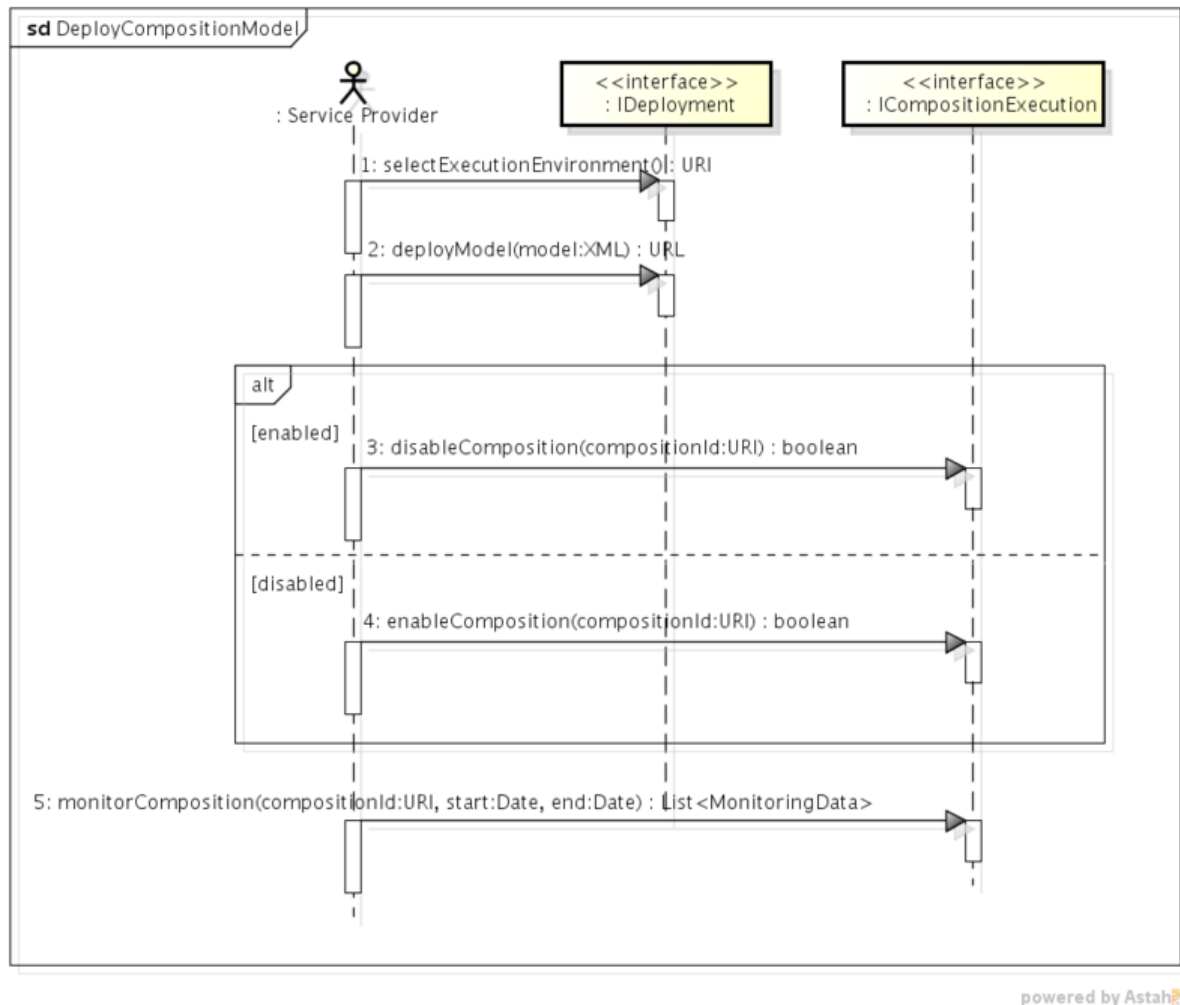 sd DeployCompositionModel
<<interface>>
: IDeployment
<<interface>>
: ICompositionExecution
: Service Provider
1: selectExecutionEnvironment() : URI
2: deployModel(model:XML) : URL
alt
[enabled]
3: disableComposition(compositionId:URI) : boolean
[disabled]
4: enableComposition(compositionId:URI) : boolean
5: monitorComposition(compositionId:URI, start:Date, end:Date) : List<MonitoringData>
powered by Astah